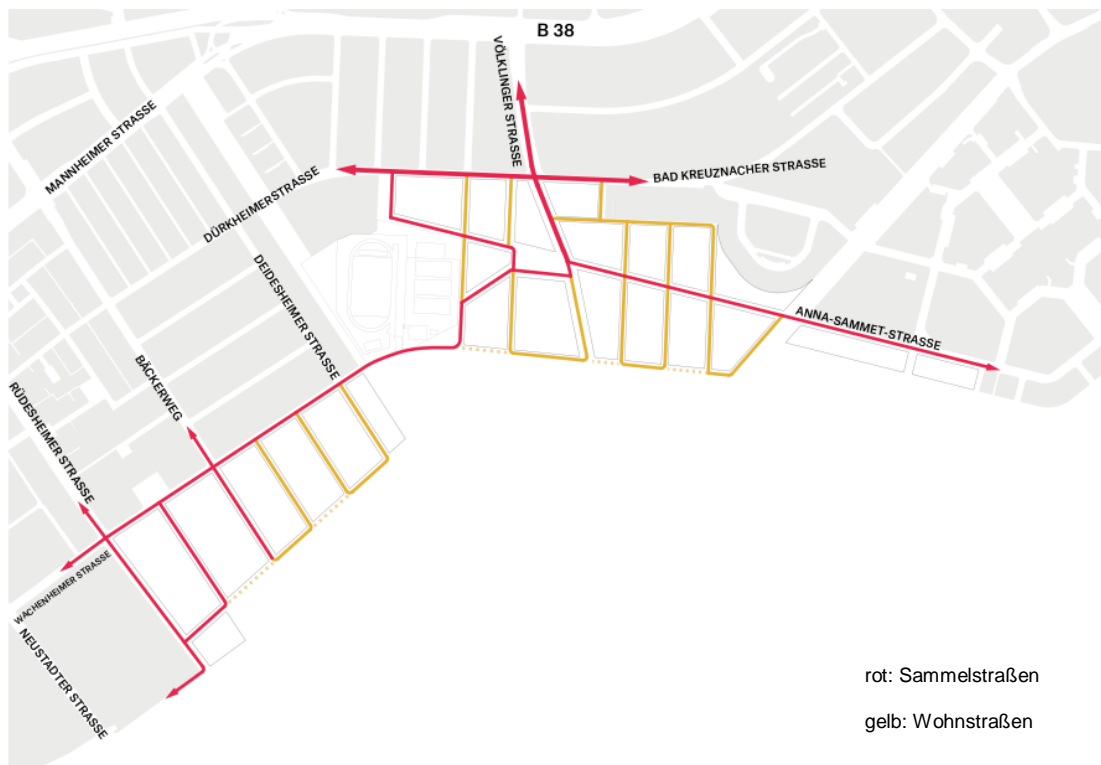 B 38
VÖLKLINGER STRASSE
MANNHEIMER STRASSE
BAD KREUZNACHER STRASSE
DÜRKHEIMERSTRASSE
DEIDESHEIMER STRASSE
ANNA-SAMMET-STRASSE
BÄCKERWEG
RÜDESHEIMER STRASSE
WACHENHEIMER STRASSE
NEUSTADTER STRASSE
rot: Sammelstraßen
gelb: Wohnstraßen